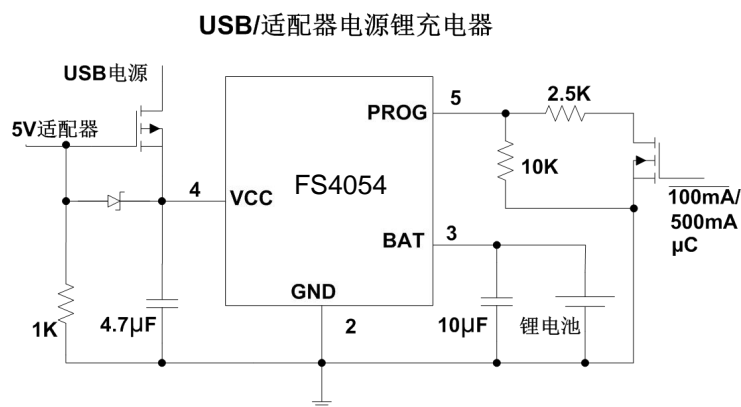 USB/适配器电源锂充电器
USB电源
5V适配器
4
VCC
FS4054
PROG
5
2.5K
10K
100mA/
500mA
µC
BAT
3
GND
2
1K
4.7µF
10µF
锂电池